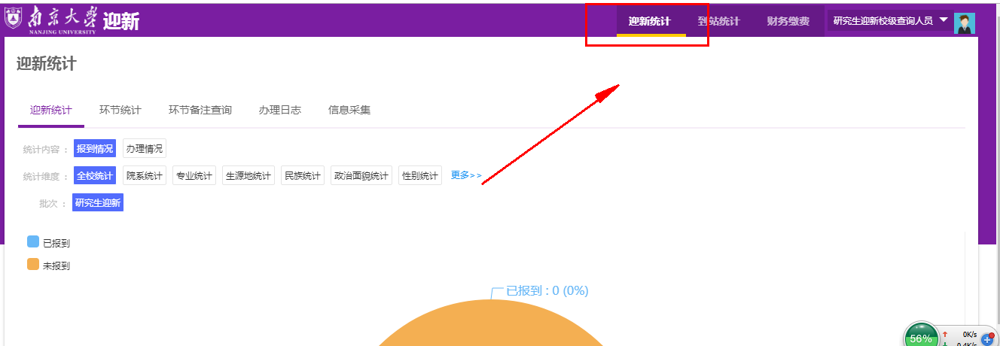 南京大学 迎新
NANJING UNIVERSITY
迎新统计 到站统计 财务缴费 研究生迎新校级查询人员
迎新统计
迎新统计 环节统计 环节备注查询 办理日志 信息采集
统计内容 : 报到情况 办理情况
统计维度 : 全校统计 院系统计 专业统计 生源地统计 民族统计 政治面貌统计 性别统计 更多>>
批次 : 研究生迎新
已报到
未报到
已报到 : 0 (0%)
56% 0K/s
0.4K/s